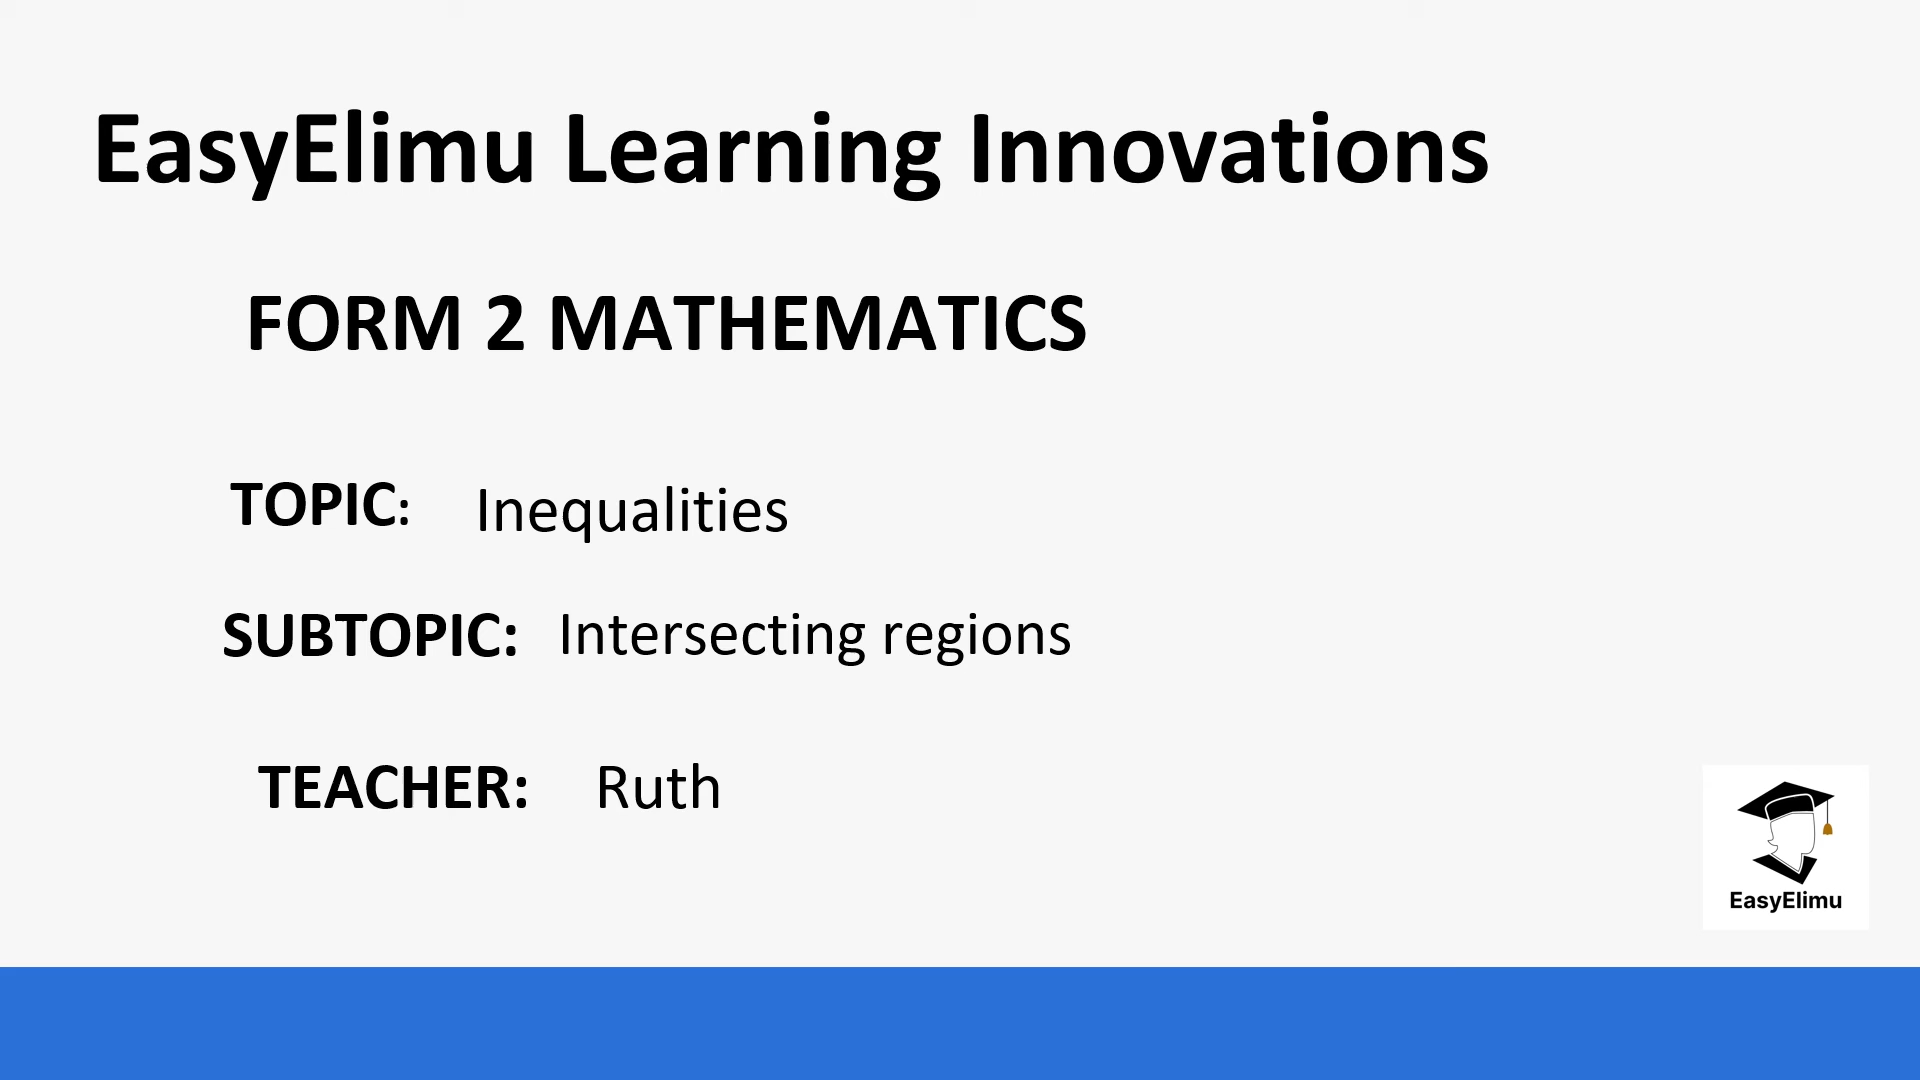 EasyElimu Learning Innovations
FORM 2 MATHEMATICS
TOPIC: Inequalities
SUBTOPIC: Intersecting regions
TEACHER: Ruth
EasyElimu